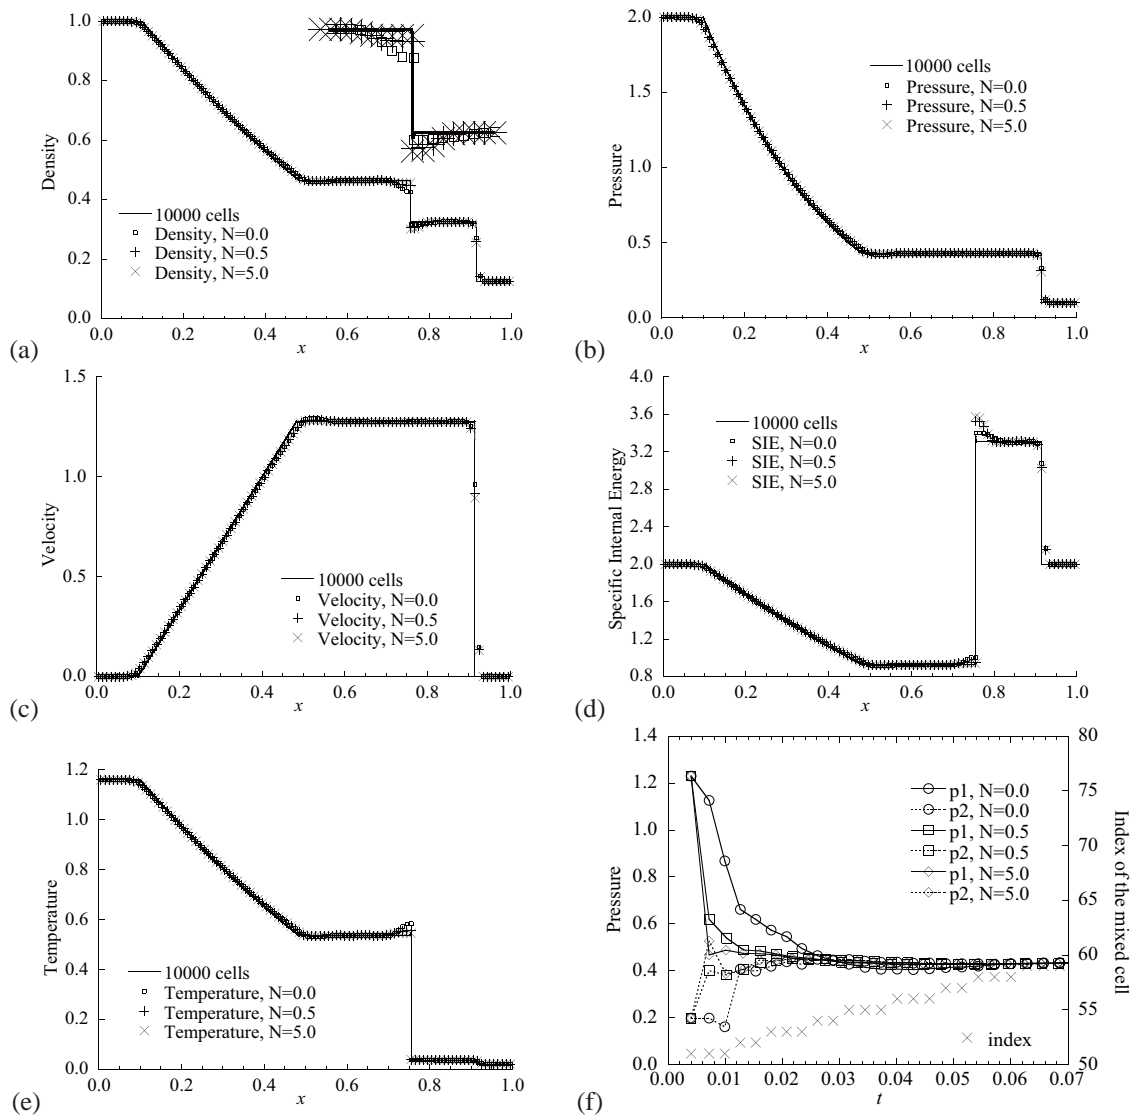 1.0
0.8
0.6
0.4
0.2
0.0
Density
10000 cells
Density, N=0.0
Density, N=0.5
Density, N=5.0
0.0 0.2 0.4 0.6 0.8 1.0
x
(a)
2.0
1.5
1.0
0.5
0.0
Pressure
10000 cells
Pressure, N=0.0
Pressure, N=0.5
Pressure, N=5.0
0.0 0.2 0.4 0.6 0.8 1.0
x
(b)
1.5
1.0
0.5
0.0
Velocity
10000 cells
Velocity, N=0.0
Velocity, N=0.5
Velocity, N=5.0
0.0 0.2 0.4 0.6 0.8 1.0
x
(c)
4.0
3.6
3.2
2.8
2.4
2.0
1.6
1.2
0.8
Specific Internal Energy
10000 cells
SIE, N=0.0
SIE, N=0.5
SIE, N=5.0
0.0 0.2 0.4 0.6 0.8 1.0
x
(d)
1.2
1.0
0.8
0.6
0.4
0.2
0.0
Temperature
10000 cells
Temperature, N=0.0
Temperature, N=0.5
Temperature, N=5.0
0.0 0.2 0.4 0.6 0.8 1.0
x
(e)
1.4
1.2
1.0
0.8
0.6
0.4
0.2
0.0
Pressure
p1, N=0.0
p2, N=0.0
p1, N=0.5
p2, N=0.5
p1, N=5.0
p2, N=5.0
index
80
75
70
65
60
55
50
Index of the mixed cell
0.00 0.01 0.02 0.03 0.04 0.05 0.06 0.07
t
(f)